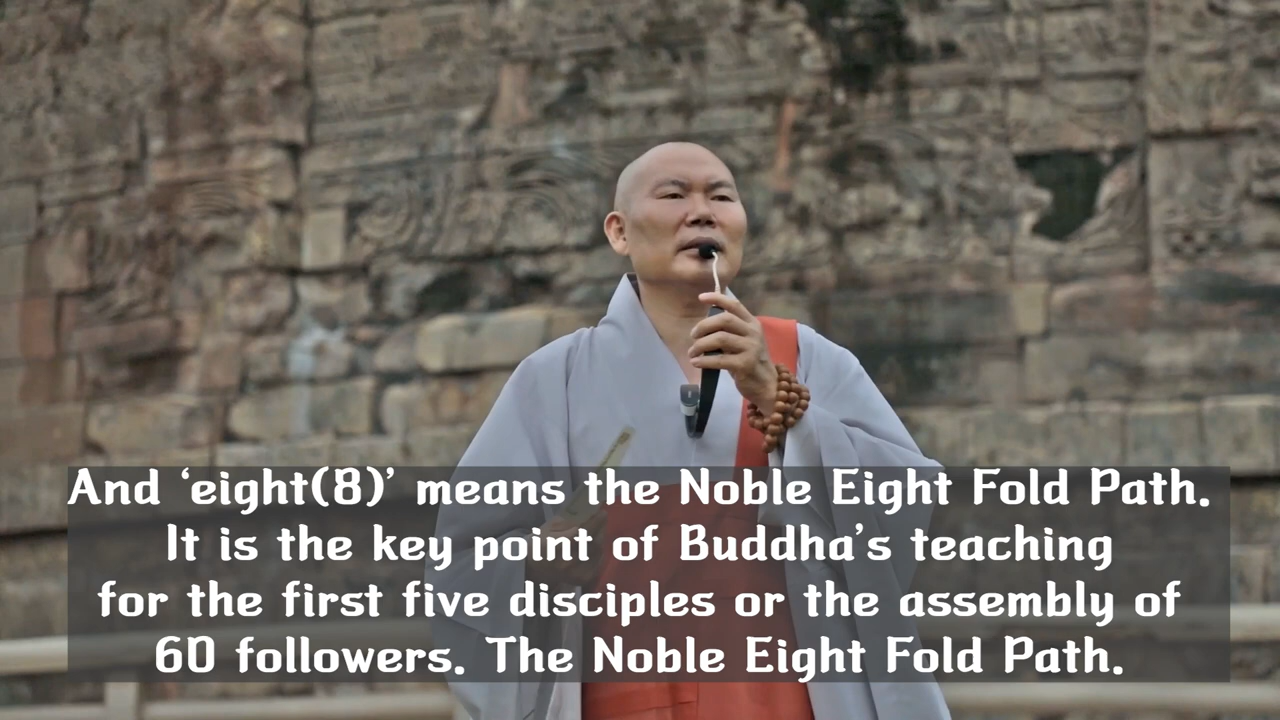 And ‘eight(8)’ means the Noble Eight Fold Path.
It is the key point of Buddha’s teaching
for the first five disciples or the assembly of
60 followers. The Noble Eight Fold Path.